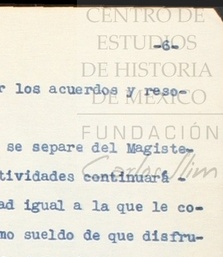 CENTRO DE
ESTUDIOS
DE HISTORIA
DE MÉXICO
FUNDACIÓN
Carlos Slim
-6-
r los acuerdos y reso-
se separe del Magiste-
tividades continuará -
ad igual a la que le co-
mo sueldo de que disfru-